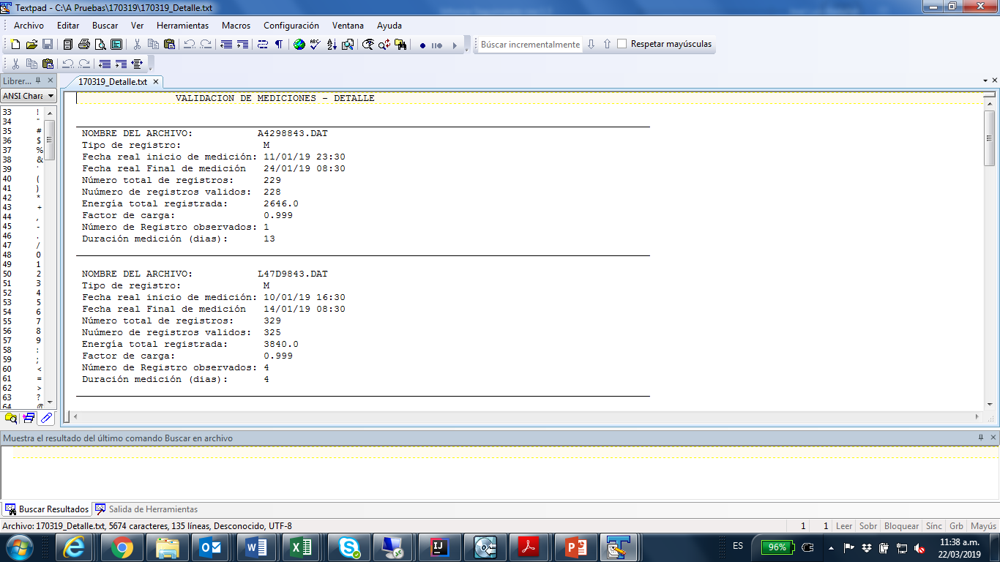 Textpad - C:\A Pruebas\170319\170319_Detalle.txt
Archivo Editar Buscar Ver Herramientas Macros Configuración Ventana Ayuda
Búscar incrementalmente Respetar mayúsculas
Librer...
170319_Detalle.txt
ANSI Chara
VALIDACION DE MEDICIONES - DETALLE
NOMBRE DEL ARCHIVO: A4298843.DAT
Tipo de registro: M
Fecha real inicio de medición: 11/01/19 23:30
Fecha real Final de medición 24/01/19 08:30
Número total de registros: 229
Nuúmero de registros validos: 228
Energía total registrada: 2646.0
Factor de carga: 0.999
Número de Registro observados: 1
Duración medición (dias): 13
NOMBRE DEL ARCHIVO: L47D9843.DAT
Tipo de registro: M
Fecha real inicio de medición: 10/01/19 16:30
Fecha real Final de medición 14/01/19 08:30
Número total de registros: 329
Nuúmero de registros validos: 325
Energía total registrada: 3840.0
Factor de carga: 0.999
Número de Registro observados: 4
Duración medición (dias): 4
33 !
34 "
35 #
36 $
37 %
38 &
39 '
40 (
41 )
42 *
43 +
44 ,
45 -
46 .
47 /
48 0
49 1
50 2
51 3
52 4
53 5
54 6
55 7
56 8
57 9
58 :
59 ;
60 <
61 =
62 >
63 ?
64 @
Muestra el resultado del último comando Buscar en archivo
Buscar Resultados Salida de Herramientas
Archivo: 170319_Detalle.txt, 5674 caracteres, 135 líneas, Desconocido, UTF-8 1 1 Leer Sobr Bloquear Sínc Grb Mayús
ES 96% 11:38 a.m.
22/03/2019